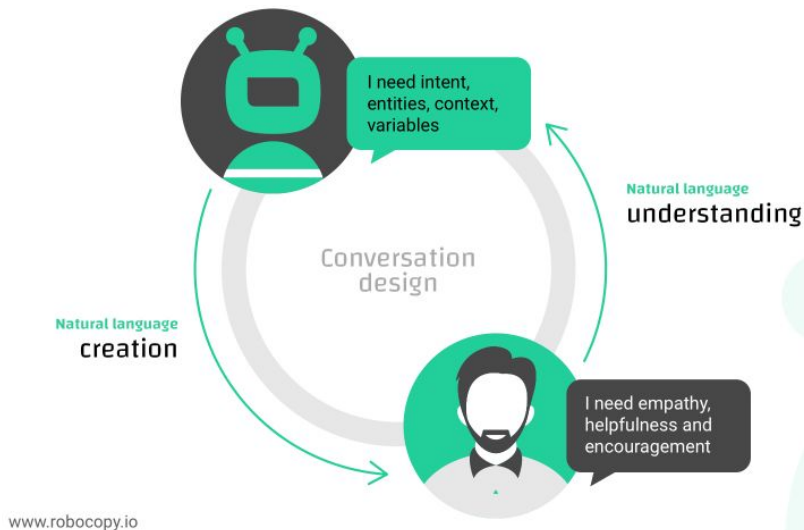 I need intent,
entities, context,
variables
Natural language
understanding
Conversation
design
Natural language
creation
I need empathy,
helpfulness and
encouragement
www.robocopy.io